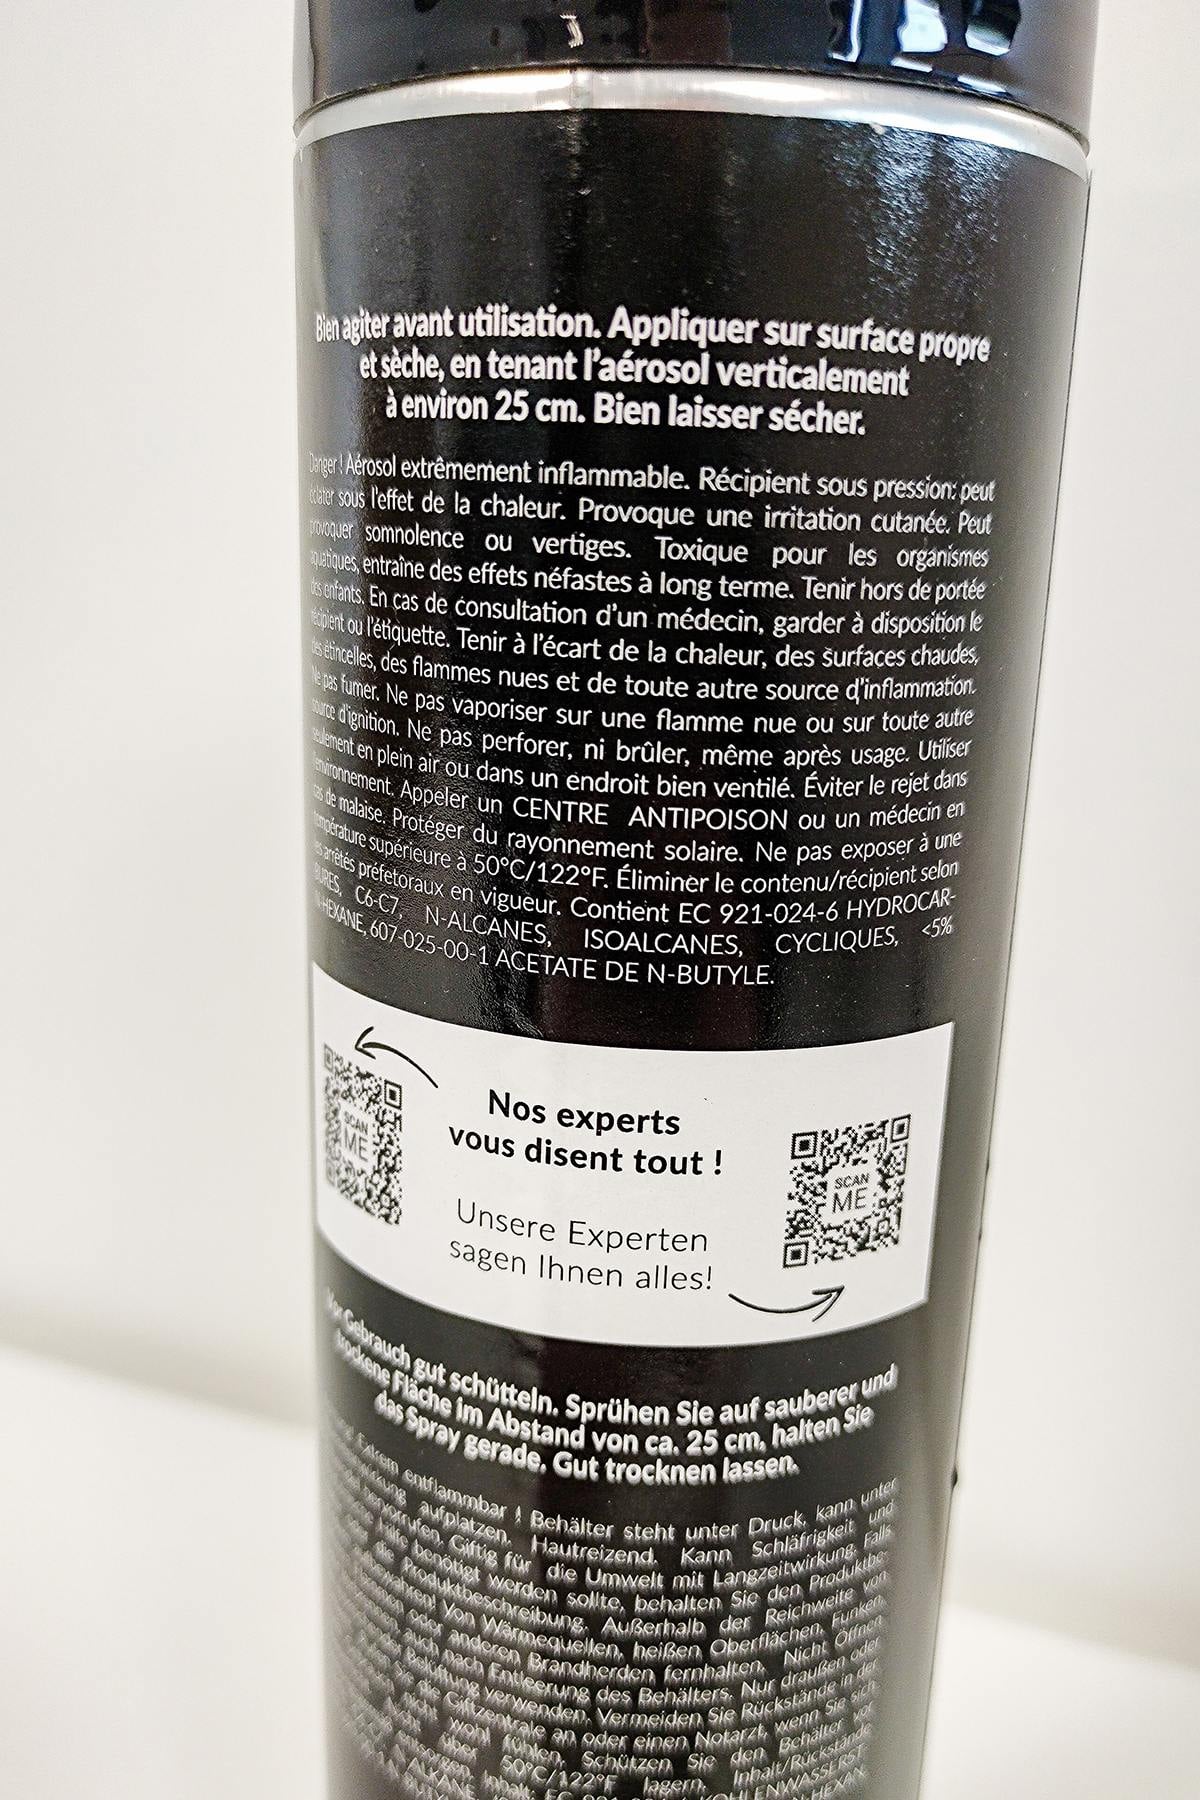 Bien agiter avant utilisation. Appliquer sur surface propre
et sèche, en tenant l'aérosol verticalement
à environ 25 cm. Bien laisser sécher.
Danger ! Aérosol extrêmement inflammable. Récipient sous pression: peut
éclater sous l'effet de la chaleur. Provoque une irritation cutanée. Peut
provoquer somnolence ou vertiges. Toxique pour les organismes
aquatiques, entraîne des effets néfastes à long terme. Tenir hors de portée
des enfants. En cas de consultation d'un médecin, garder à disposition le
récipient ou l'étiquette. Tenir à l'écart de la chaleur, des surfaces chaudes,
des étincelles, des flammes nues et de toute autre source d'inflammation.
Ne pas fumer. Ne pas vaporiser sur une flamme nue ou sur toute autre
source d'ignition. Ne pas perforer, ni brûler, même après usage. Utiliser
seulement en plein air ou dans un endroit bien ventilé. Éviter le rejet dans
l'environnement. Appeler un CENTRE ANTIPOISON ou un médecin en
cas de malaise. Protéger du rayonnement solaire. Ne pas exposer à une
température supérieure à 50°C/122°F. Éliminer le contenu/récipient selon
les arrêtés préfetoraux en vigueur. Contient EC 921-024-6 HYDROCAR-
BURES, C6-C7, N-ALCANES, ISOALCANES, CYCLIQUES, <5%
N-HEXANE, 607-025-00-1 ACETATE DE N-BUTYLE.
SCAN
ME
Nos experts
vous disent tout !
Unsere Experten
sagen Ihnen alles!
SCAN
ME
Vor Gebrauch gut schütteln. Sprühen Sie auf sauberer und
trockene Fläche im Abstand von ca. 25 cm, halten Sie
das Spray gerade. Gut trocknen lassen.
Extrem entflammbar ! Behälter steht unter Druck, kann unter
aufplatzen. Hautreizend. Kann Schläfrigkeit und
hervorrufen. Giftig für die Umwelt mit Langzeitwirkung. Falls
Hilfe benötigt werden sollte, behalten Sie den Produktbe-
die Produktbeschreibung. Außerhalb der Reichweite von
Von Wärmequellen, heißen Oberflächen, Funken,
oder anderen Brandherden fernhalten. Nicht Öffnen
auch nach Entleerung des Behälters. Nur draußen oder
Belüftung verwenden. Vermeiden Sie Rückstände in der
Sie die Giftzentrale an oder einen Notarzt, wenn Sie sich
nicht wohl fühlen. Schützen Sie den Behälter vor
über 50°C/122°F lagern. Inhalt/Rückstände
Inhalt: EC KOHLENWASSERST